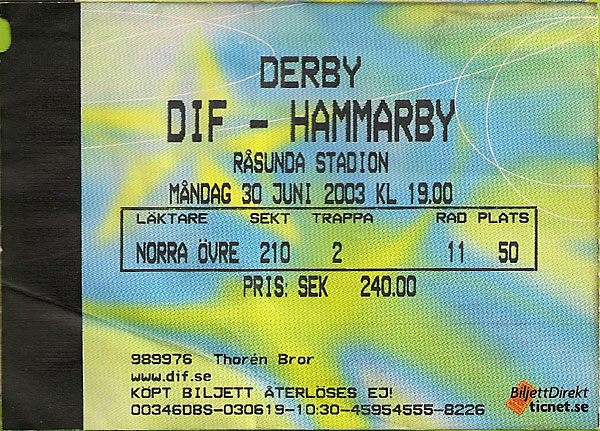 DERBY
DIF - HAMMARBY
RÅSUNDA STADION
MÅNDAG 30 JUNI 2003 KL 19.00
LÄKTARE SEKT TRAPPA RAD PLATS
NORRA ÖVRE 210 2 11 50
PRIS: SEK 240.00
989976 Thorén Bror
www.dif.se
KÖPT BILJETT ÅTERLÖSES EJ!
00346DBS-030619-10:30-45954555-8226
BiljettDirekt
ticnet.se